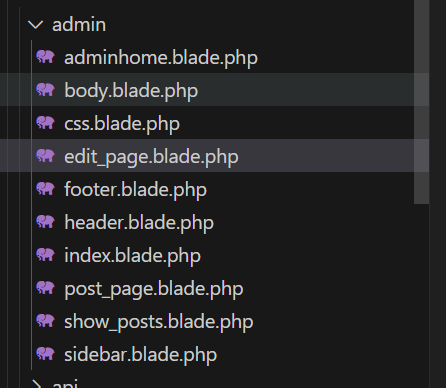 admin
adminhome.blade.php
body.blade.php
css.blade.php
edit_page.blade.php
footer.blade.php
header.blade.php
index.blade.php
post_page.blade.php
show_posts.blade.php
sidebar.blade.php
api